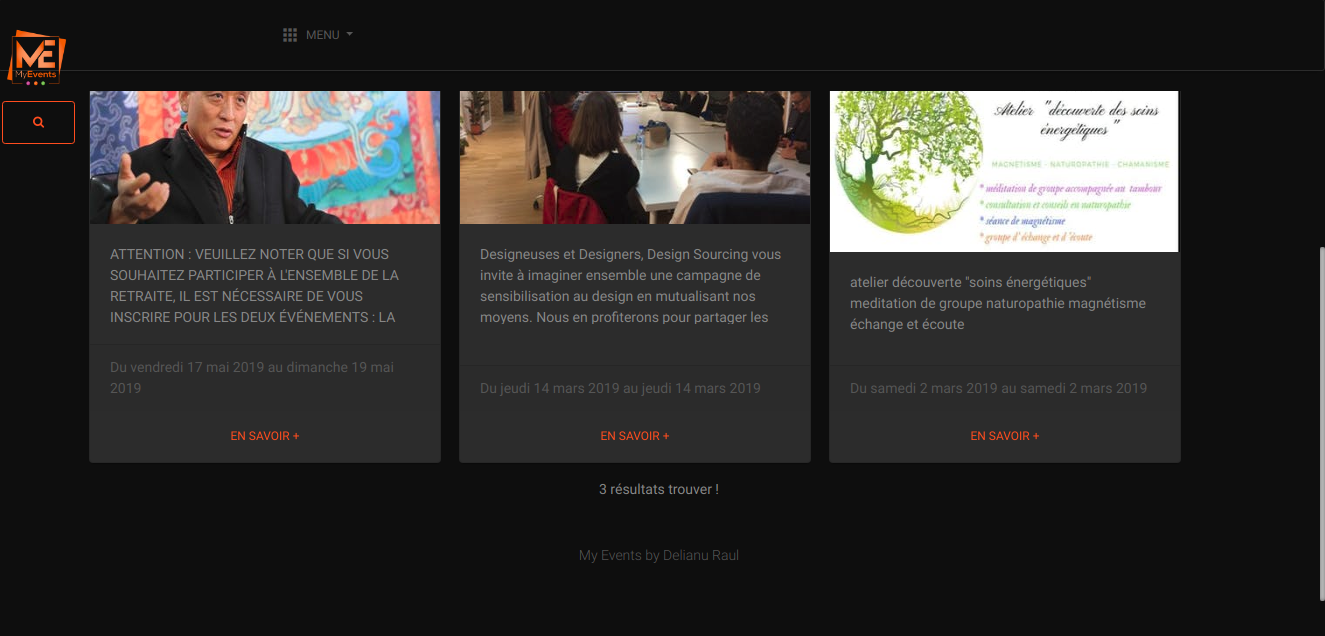 MENU
ME
MyEvents
ATTENTION : VEUILLEZ NOTER QUE SI VOUS
SOUHAITEZ PARTICIPER À L'ENSEMBLE DE LA
RETRAITE, IL EST NÉCESSAIRE DE VOUS
INSCRIRE POUR LES DEUX ÉVÉNEMENTS : LA
Du vendredi 17 mai 2019 au dimanche 19 mai
2019
EN SAVOIR +
Designeuses et Designers, Design Sourcing vous
invite à imaginer ensemble une campagne de
sensibilisation au design en mutualisant nos
moyens. Nous en profiterons pour partager les
Du jeudi 14 mars 2019 au jeudi 14 mars 2019
EN SAVOIR +
Atelier "découverte des soins
énergétiques"
MAGNÉTISME - NATUROPATHIE - CHAMANISME
* méditation de groupe accompagnée au tambour
* consultation et conseils en naturopathie
* séance de magnétisme
* groupe d'échange et d'écoute
atelier découverte "soins énergétiques"
meditation de groupe naturopathie magnétisme
échange et écoute
Du samedi 2 mars 2019 au samedi 2 mars 2019
EN SAVOIR +
3 résultats trouver !
My Events by Delianu Raul